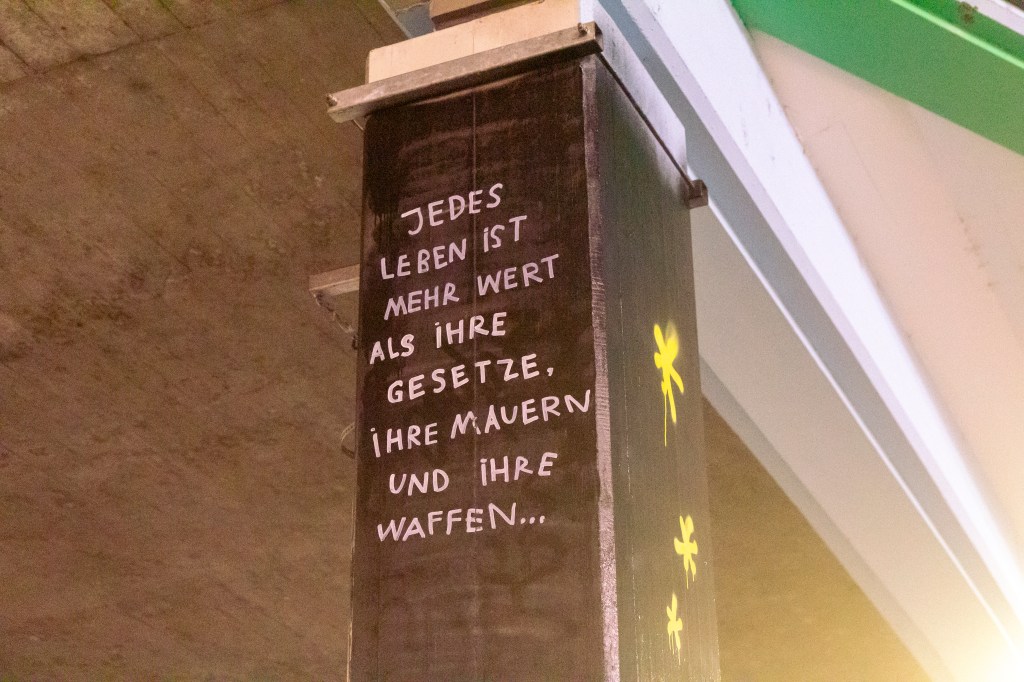 JEDES
LEBEN iST
MEHR WERT
ALS iHRE
GESETZE,
iHRE MAUERN
UND iHRE
WAFFEN...